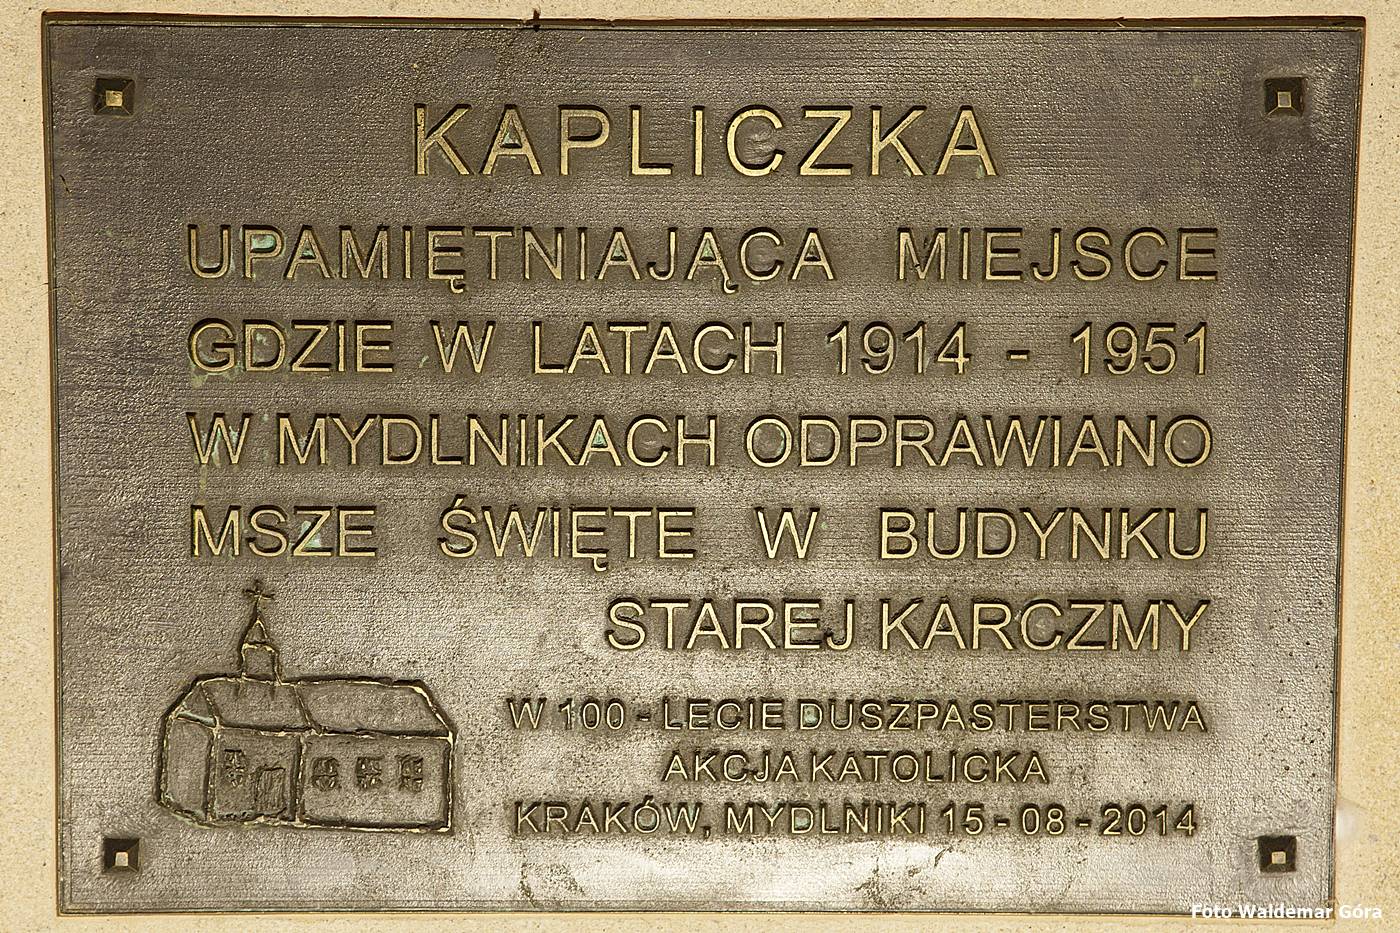 KAPLICZKA
UPAMIĘTNIAJĄCA MIEJSCE
GDZIE W LATACH 1914 - 1951
W MYDLNIKACH ODPRAWIANO
MSZE ŚWIĘTE W BUDYNKU
STAREJ KARCZMY
W 100 - LECIE DUSZPASTERSTWA
AKCJA KATOLICKA
KRAKÓW, MYDLNIKI 15 - 08 - 2014
Foto Waldemar Góra